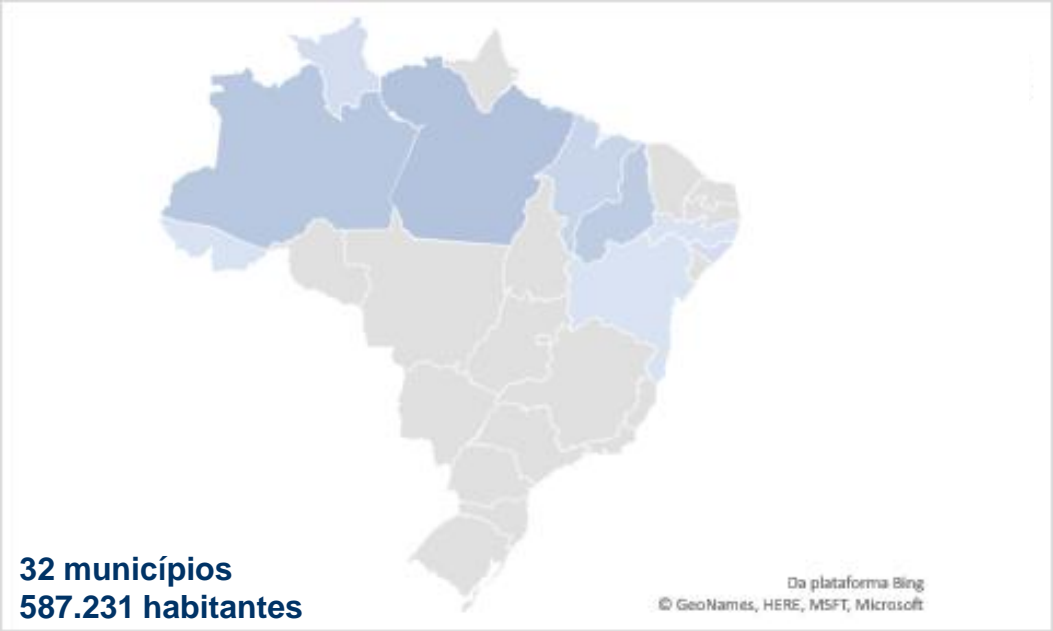 32 municípios
587.231 habitantes
Da plataforma Bing
© GeoNames, HERE, MSFT, Microsoft